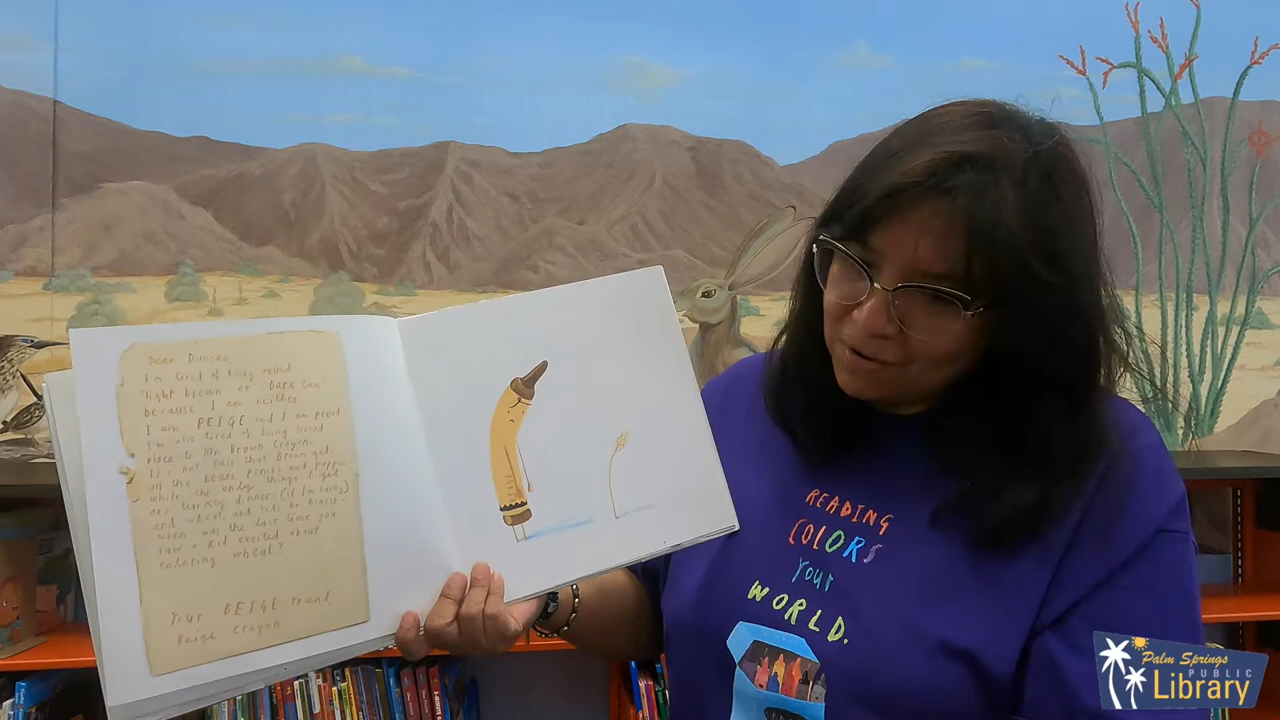 Dear Duncan,
I'm tired of being called
"light brown" or "Dark tan"
because I am neither.
I am BEIGE and I am proud.
I'm also tired of being second
place to Mr. Brown Crayon.
It's not fair that Brown gets
all the bears, ponies and puppies
while the only things I get
are turkey dinners (if I'm lucky)
and wheat, and let's be honest-
when was the last time you
saw a kid excited about
coloring wheat?
Your BEIGE friend,
Beige Crayon
READING
COLORS
YOUR
WORLD.
Palm Springs
PUBLIC
Library